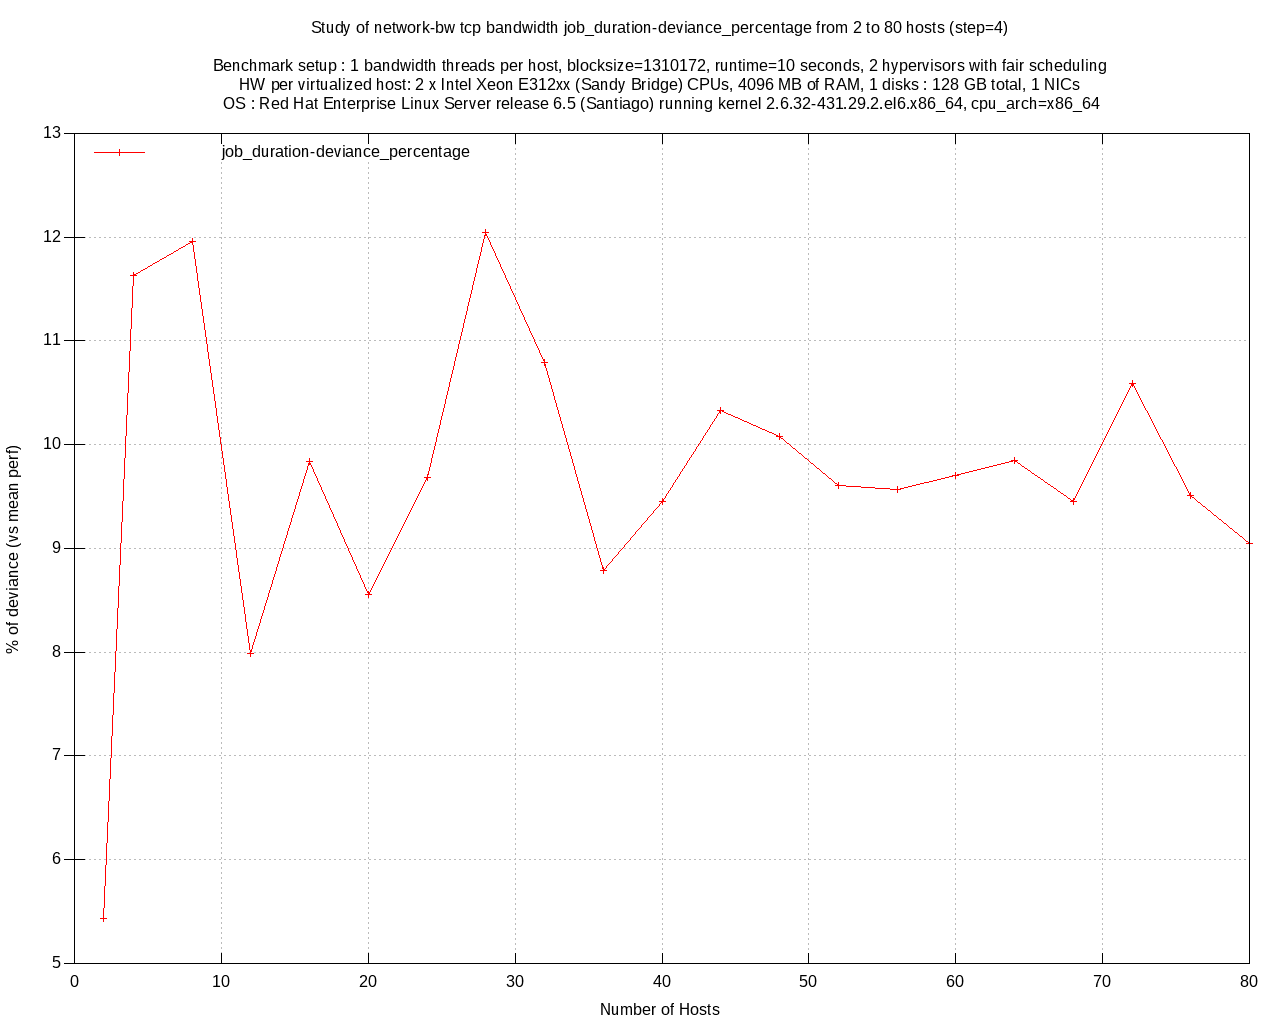 Study of network-bw tcp bandwidth job_duration-deviance_percentage from 2 to 80 hosts (step=4)
Benchmark setup : 1 bandwidth threads per host, blocksize=1310172, runtime=10 seconds, 2 hypervisors with fair scheduling
HW per virtualized host: 2 x Intel Xeon E312xx (Sandy Bridge) CPUs, 4096 MB of RAM, 1 disks : 128 GB total, 1 NICs
OS : Red Hat Enterprise Linux Server release 6.5 (Santiago) running kernel 2.6.32-431.29.2.el6.x86_64, cpu_arch=x86_64
job_duration-deviance_percentage
13
12
11
10
9
8
7
6
5
% of deviance (vs mean perf)
0 10 20 30 40 50 60 70 80
Number of Hosts